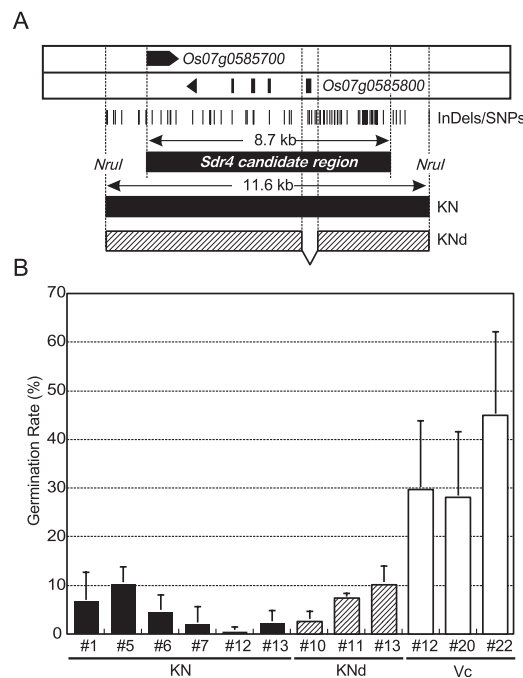 A
Os07g0585700
Os07g0585800
InDels/SNPs
8.7 kb
NruI
Sdr4 candidate region
NruI
11.6 kb
KN
KNd
B
70
60
50
40
30
20
10
0
Germination Rate (%)
#1 #5 #6 #7 #12 #13 #10 #11 #13 #12 #20 #22
KN KNd Vc